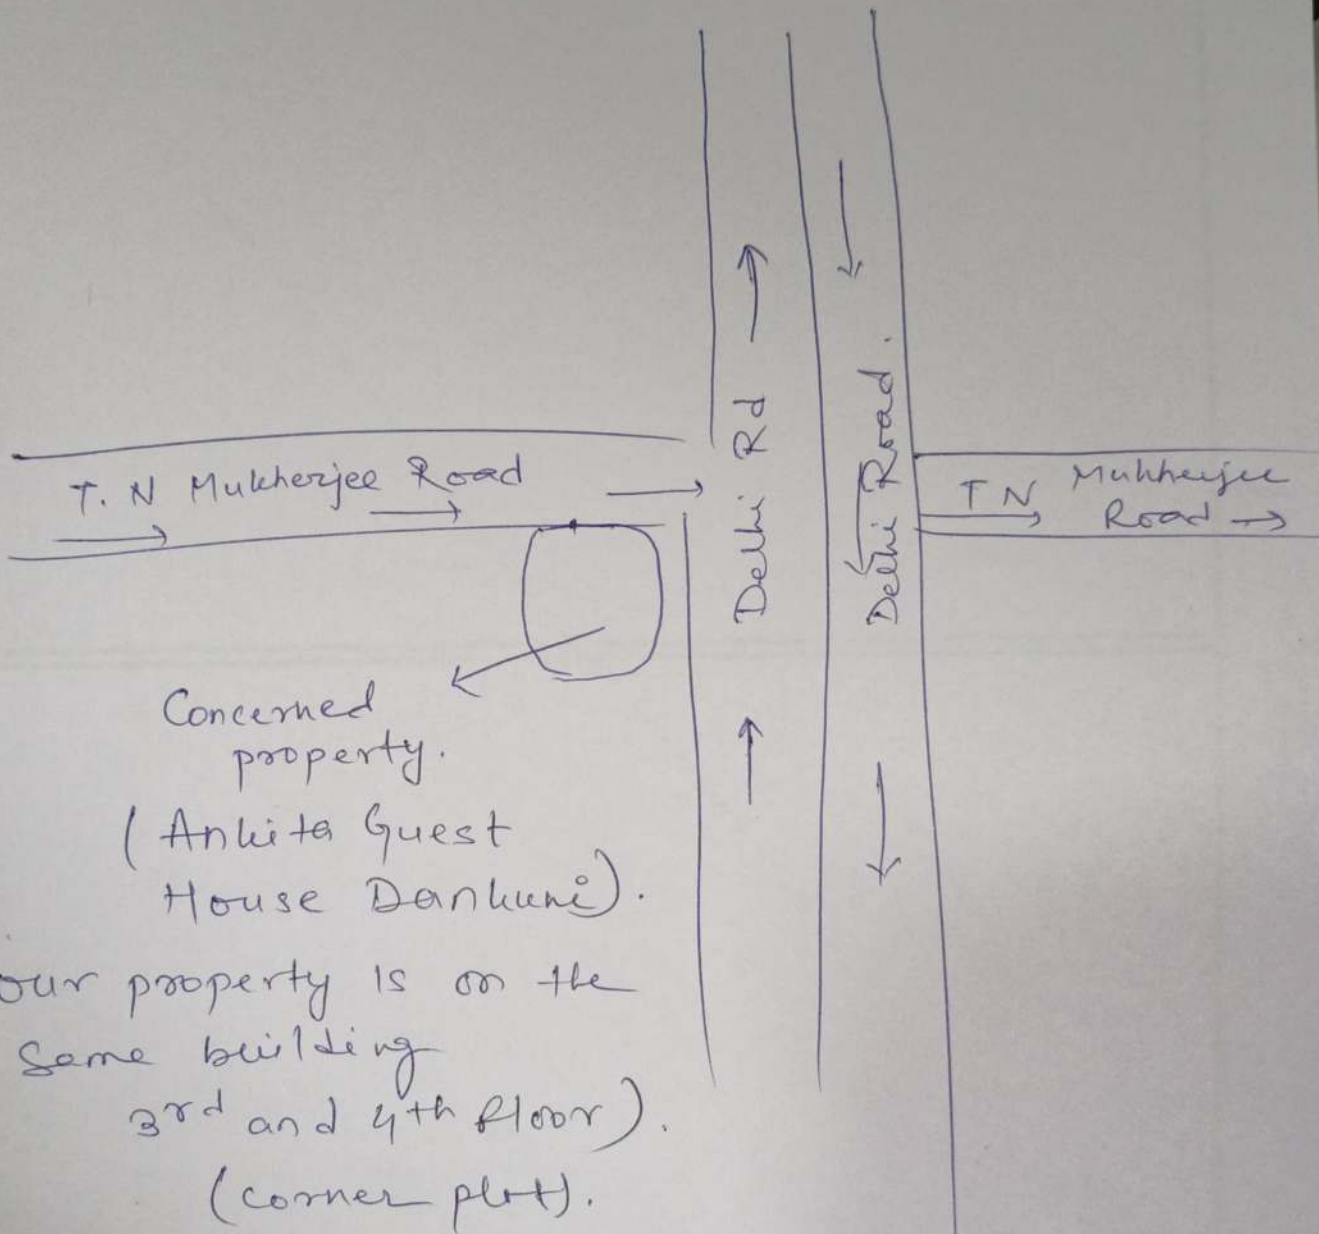 T. N Mukherjee Road
Delhi Rd
Delhi Road.
T N Mukherjee
Road
Concerned
property.
(Ankita Guest
House Dankuni).
our property is on the
same building
3rd and 4th floor).
(corner plot).